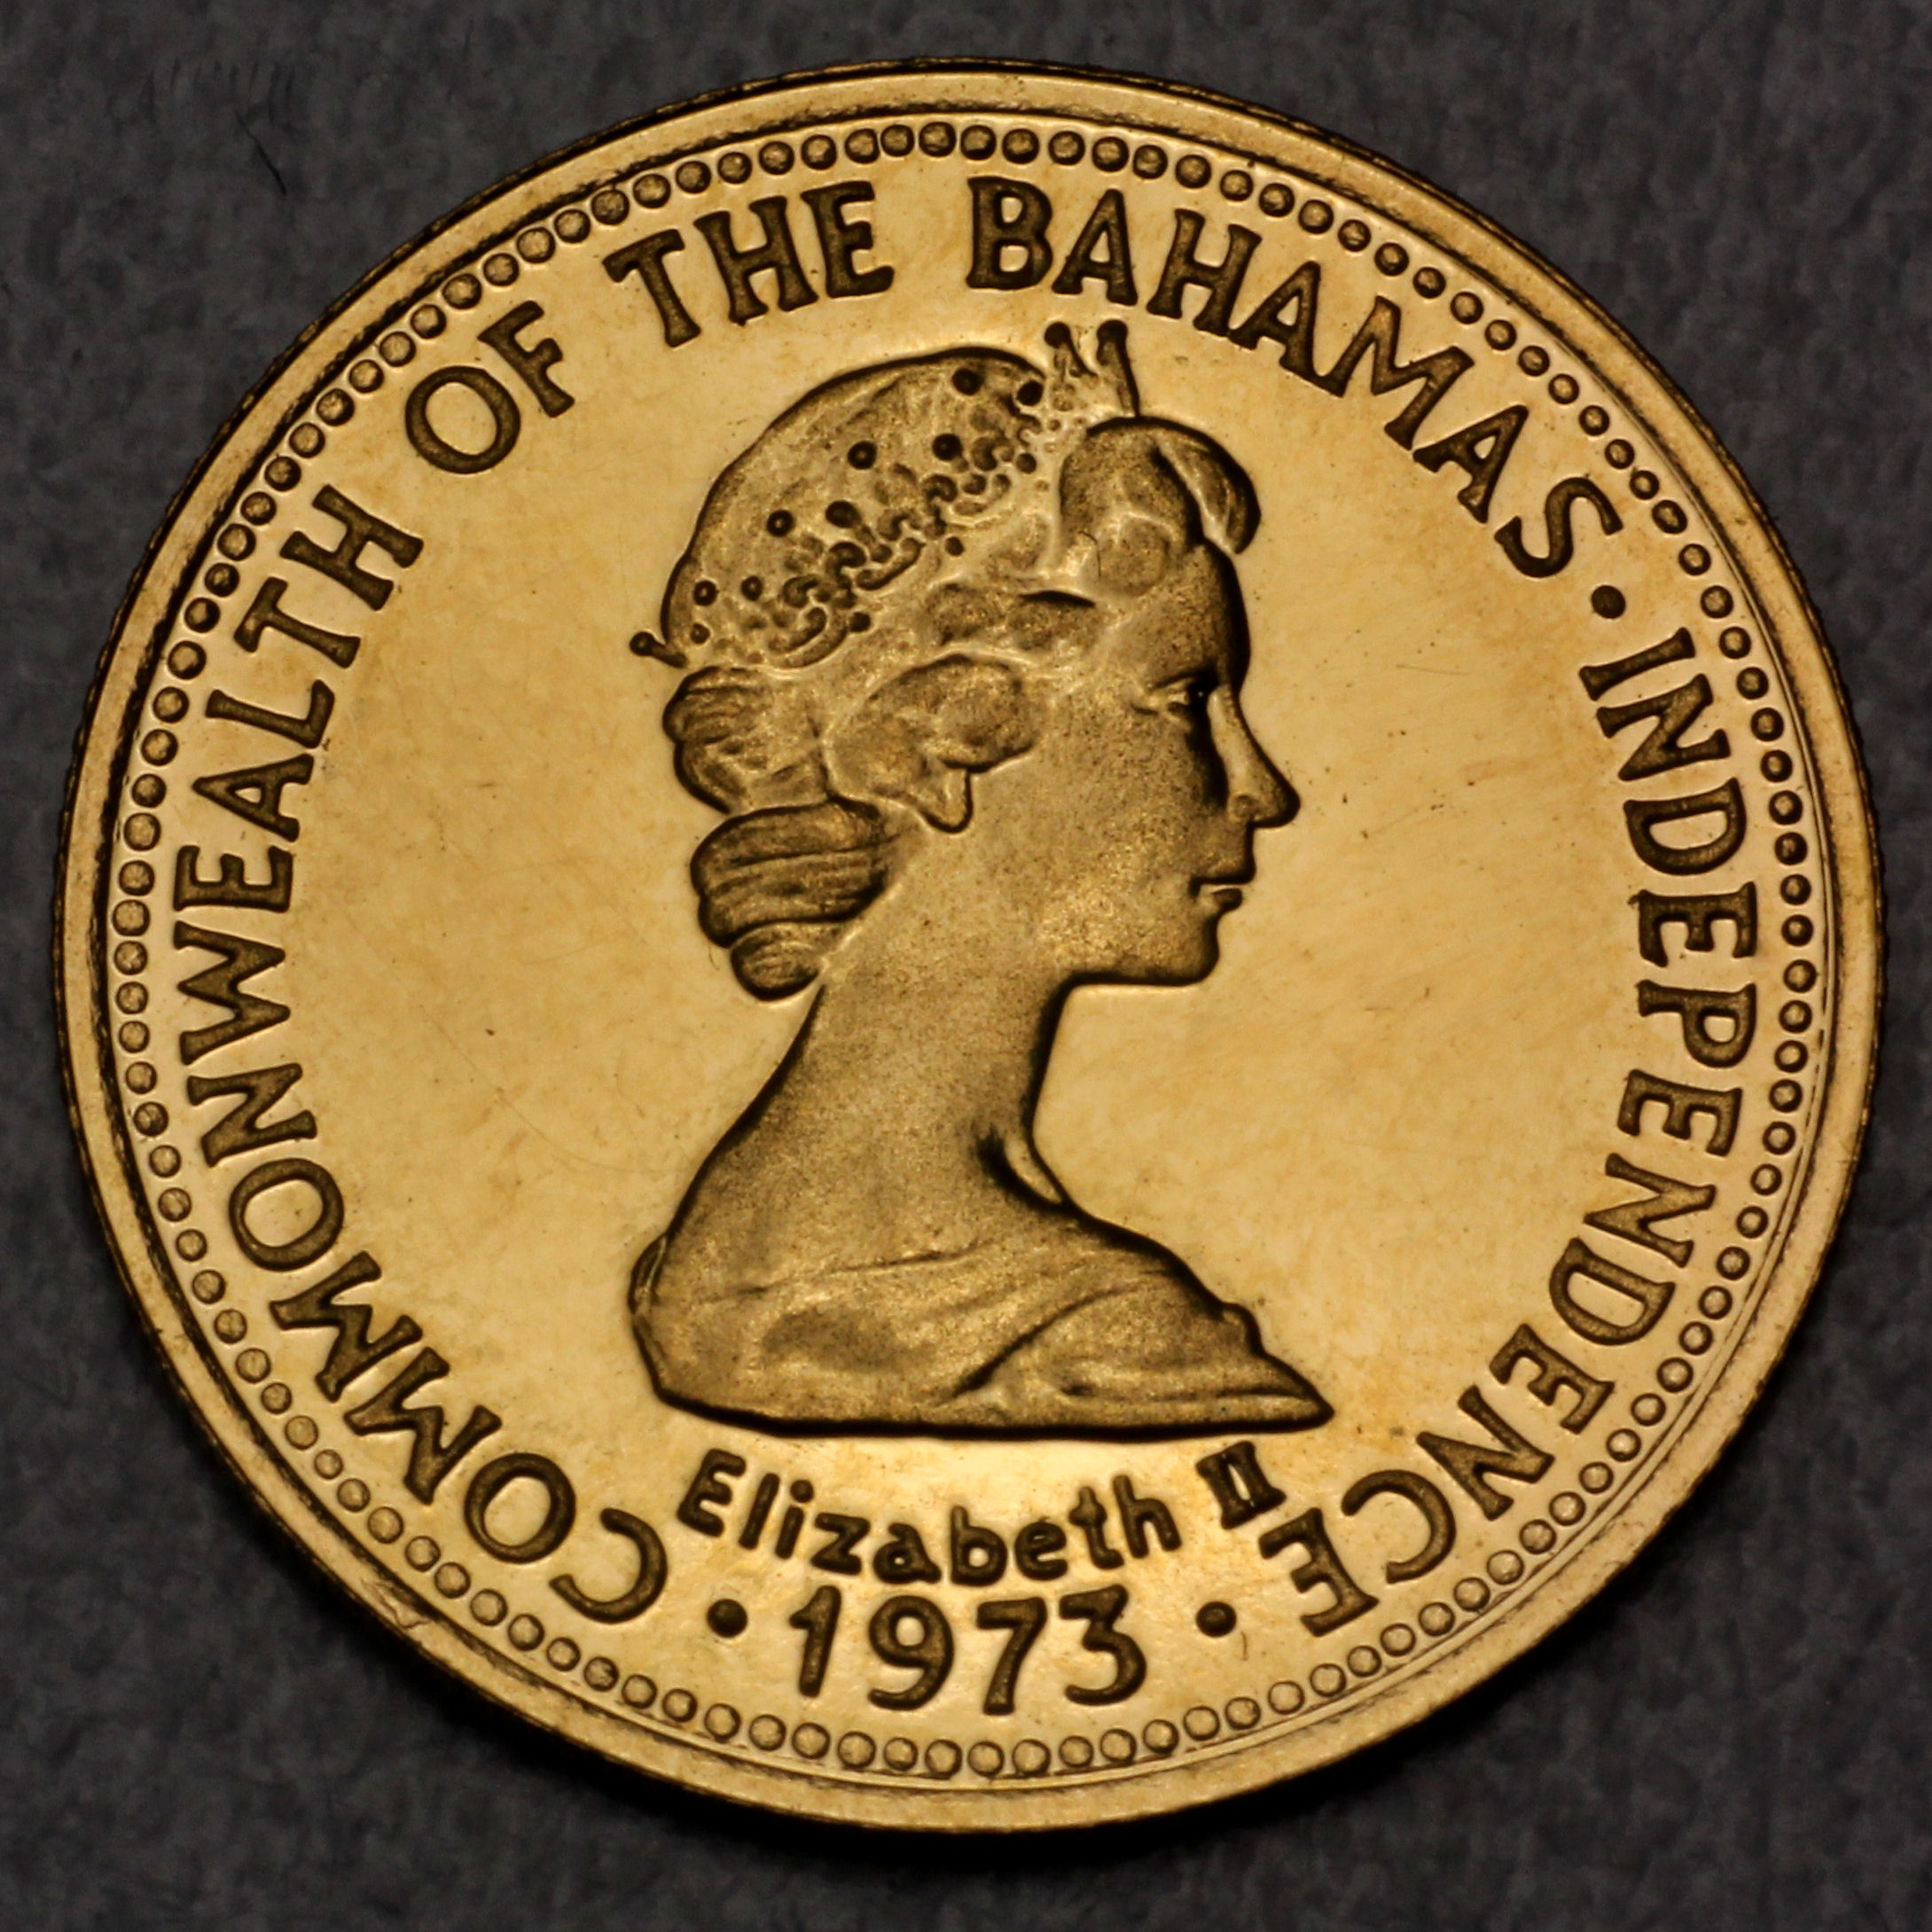 COMMONWEALTH OF THE BAHAMAS · INDEPENDENCE
Elizabeth II
· 1973 ·